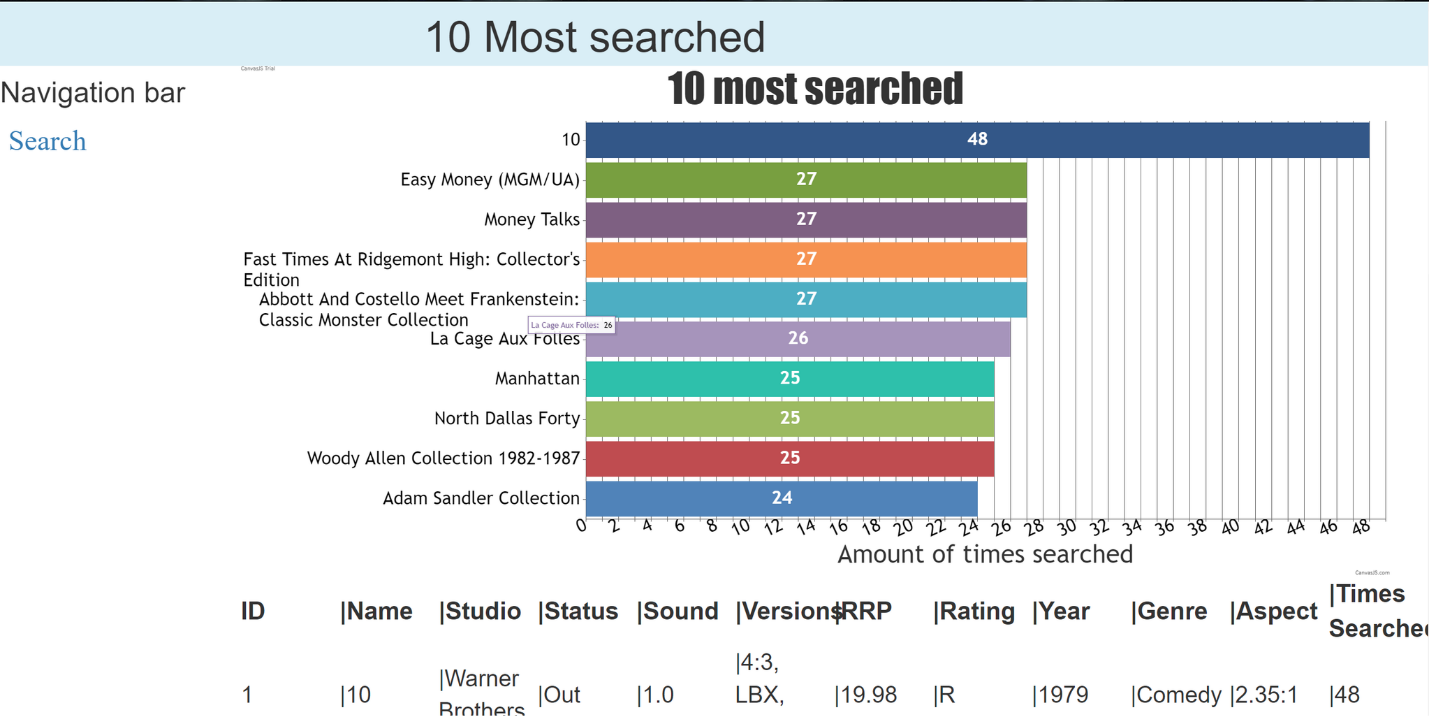 10 Most searched
CanvasJS Trial
Navigation bar
Search
10 most searched
10
48
Easy Money (MGM/UA)
27
Money Talks
27
Fast Times At Ridgemont High: Collector's
Edition
27
Abbott And Costello Meet Frankenstein:
Classic Monster Collection
27
La Cage Aux Folles: 26
La Cage Aux Folles
26
Manhattan
25
North Dallas Forty
25
Woody Allen Collection 1982-1987
25
Adam Sandler Collection
24
0 2 4 6 8 10 12 14 16 18 20 22 24 26 28 30 32 34 36 38 40 42 44 46 48
Amount of times searched
CanvasJS.com
ID |Name |Studio |Status |Sound |Versions |RRP |Rating |Year |Genre |Aspect |Times
Searched
1 |10 |Warner
Brothers |Out |1.0 |4:3,
LBX, |19.98 |R |1979 |Comedy |2.35:1 |48